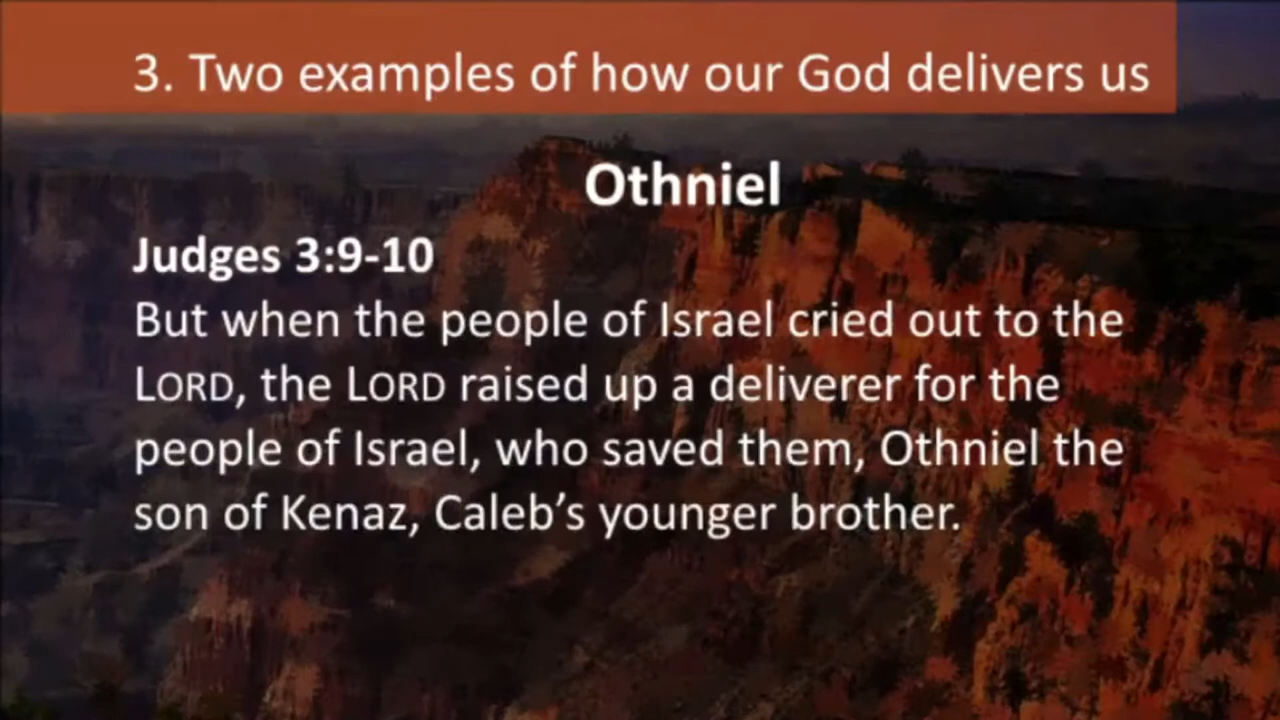 3. Two examples of how our God delivers us
Othniel
Judges 3:9-10
But when the people of Israel cried out to the
LORD, the LORD raised up a deliverer for the
people of Israel, who saved them, Othniel the
son of Kenaz, Caleb’s younger brother.